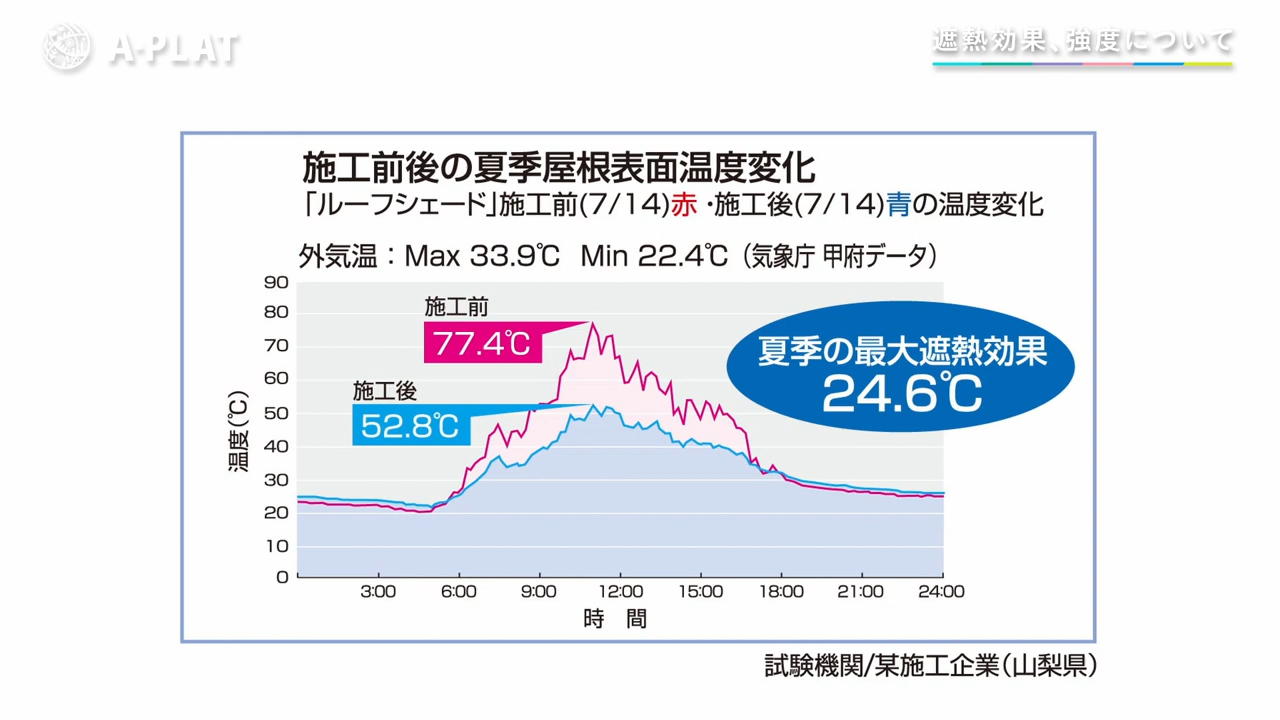 A-PLAT
遮熱効果、強度について
施工前後の夏季屋根表面温度変化
「ルーフシェード」施工前(7/14)赤・施工後(7/14)青の温度変化
外気温：Max 33.9℃ Min 22.4℃（気象庁 甲府データ）
90
80
70
60
50
40
30
20
10
0
温度(℃)
施工前
77.4℃
施工後
52.8℃
夏季の最大遮熱効果
24.6℃
3:00 6:00 9:00 12:00 15:00 18:00 21:00 24:00
時 間
試験機関/某施工企業（山梨県）